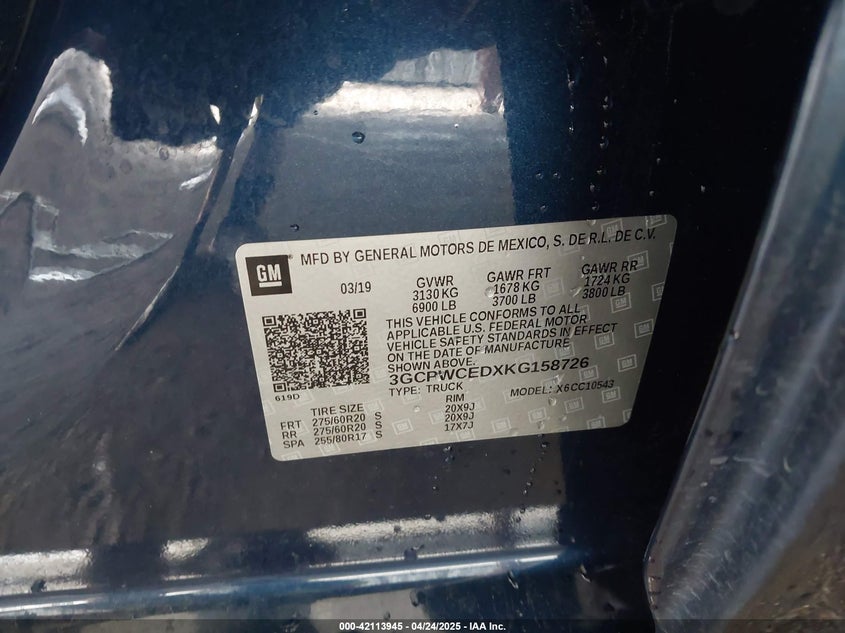 GM
MFD BY GENERAL MOTORS DE MEXICO, S. DE R.L. DE C.V.
03/19
GVWR GAWR FRT GAWR RR
3130 KG 1678 KG 1724 KG
6900 LB 3700 LB 3800 LB
THIS VEHICLE CONFORMS TO ALL
APPLICABLE U.S. FEDERAL MOTOR
VEHICLE SAFETY STANDARDS IN EFFECT
ON THE DATE OF MANUFACTURE
SHOWN ABOVE.
3GCPWCEDXKG158726
TYPE: TRUCK MODEL: X6CC10543
619D
TIRE SIZE RIM
FRT 275/60R20 S 20X9J
RR 275/60R20 S 20X9J
SPA 255/80R17 S 17X7J
000-42113945 - 04/24/2025 - IAA Inc.